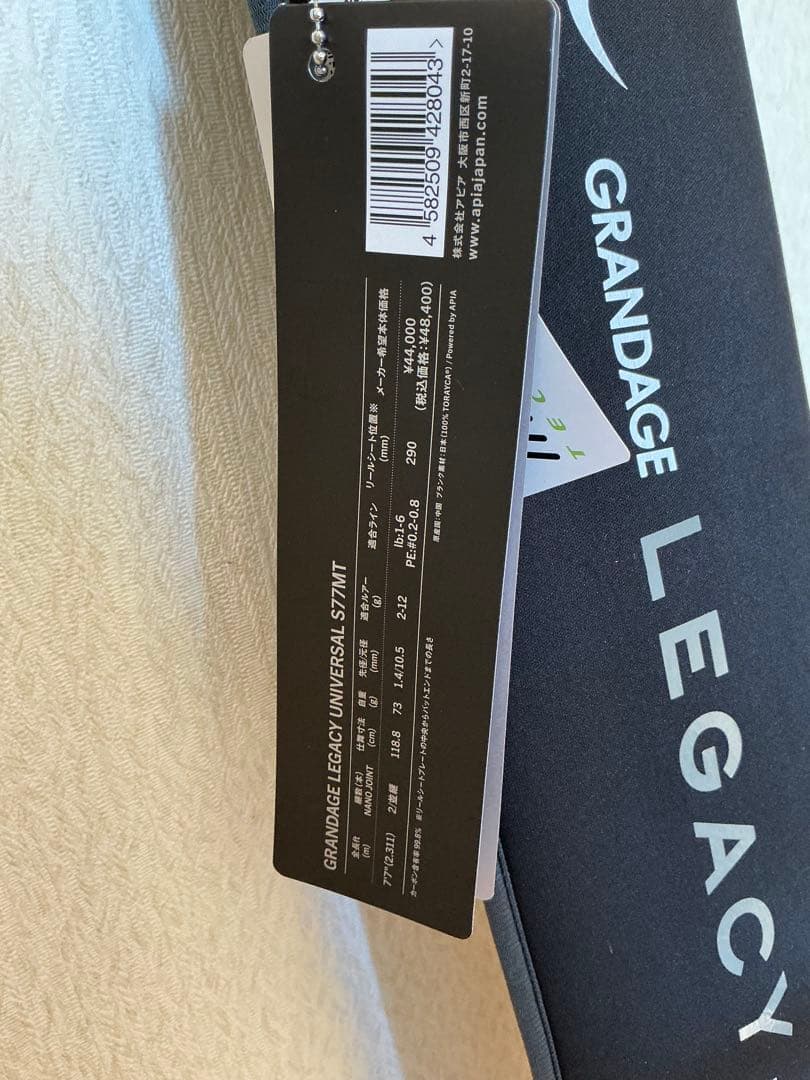 GRANDAGE LEGACY UNIVERSAL S77MT
全長ft (m) 継数(本) NANO JOINT 仕舞寸法 (cm) 自重 (g) 先径/元径 (mm) 適合ルアー (g) 適合ライン リールシート位置※ (mm) メーカー希望本体価格
7'7"(2.311) 2/並継 118.8 73 1.4/10.5 2-12 lb:1-6 PE:#0.2-0.8 290 ¥44,000 (税込価格:¥48,400)
カーボン含有率 99.8% ※リールシートプレートの中央からバットエンドまでの長さ 原産国:中国 ブランク素材:日本(100% TORAYCA®) / Powered by APIA
4 582509 428043 >
株式会社アピア 大阪市西区新町2-17-10
www.apiajapan.com
TEC
GRANDAGE
LEGACY